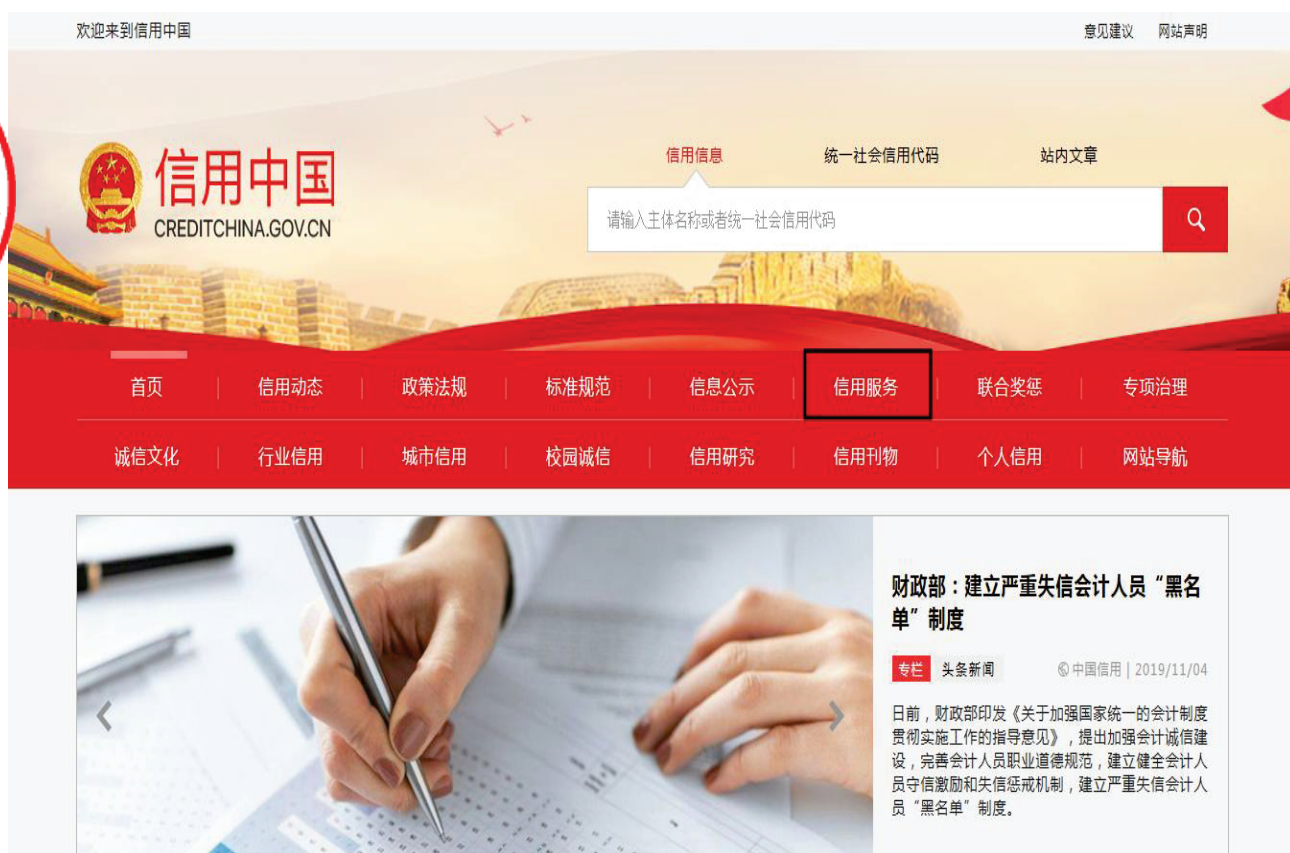 欢迎来到信用中国
意见建议 网站声明
信用中国
CREDITCHINA.GOV.CN
信用信息 统一社会信用代码 站内文章
请输入主体名称或者统一社会信用代码
首页 信用动态 政策法规 标准规范 信息公示 信用服务 联合奖惩 专项治理
诚信文化 行业信用 城市信用 校园诚信 信用研究 信用刊物 个人信用 网站导航
财政部：建立严重失信会计人员“黑名
单”制度
专栏 头条新闻 中国信用 | 2019/11/04
日前，财政部印发《关于加强国家统一的会计制度
贯彻实施工作的指导意见》，提出加强会计诚信建
设，完善会计人员职业道德规范，建立健全会计人
员守信激励和失信惩戒机制，建立严重失信会计人
员“黑名单”制度。